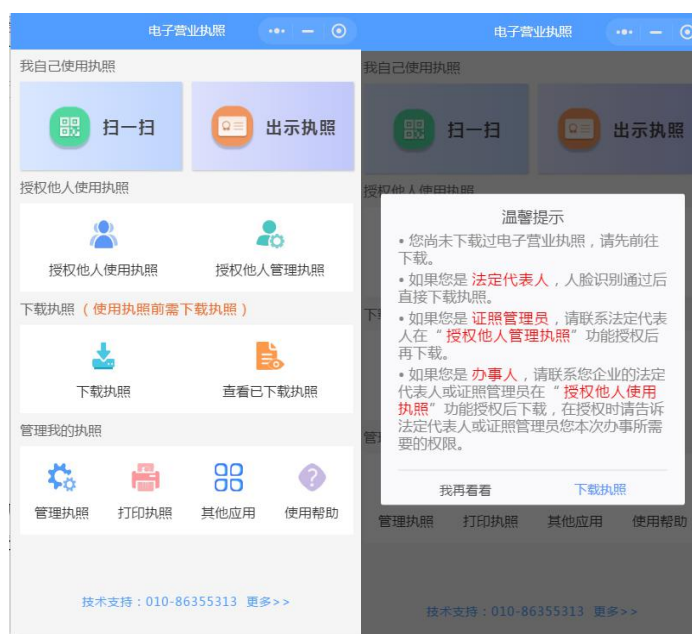 电子营业执照
我自己使用执照
扫一扫
出示执照
授权他人使用执照
授权他人使用执照
授权他人管理执照
下载执照（使用执照前需下载执照）
下载执照
查看已下载执照
管理我的执照
管理执照
打印执照
其他应用
使用帮助
技术支持：010-86355313 更多>>
电子营业执照
我自己使用执照
扫一扫
出示执照
授权他人使用执照
温馨提示
• 您尚未下载过电子营业执照，请先前往
下载。
• 如果您是 法定代表人，人脸识别通过后
直接下载执照。
• 如果您是 证照管理员，请联系法定代表
人在“ 授权他人管理执照”功能授权后
再下载。
• 如果您是 办事人，请联系您企业的法定
代表人或证照管理员在“ 授权他人使用
执照”功能授权后下载，在授权时请告诉
法定代表人或证照管理员您本次办事所需
要的权限。
我再看看
下载执照
管理执照
打印执照
其他应用
使用帮助
技术支持：010-86355313 更多>>